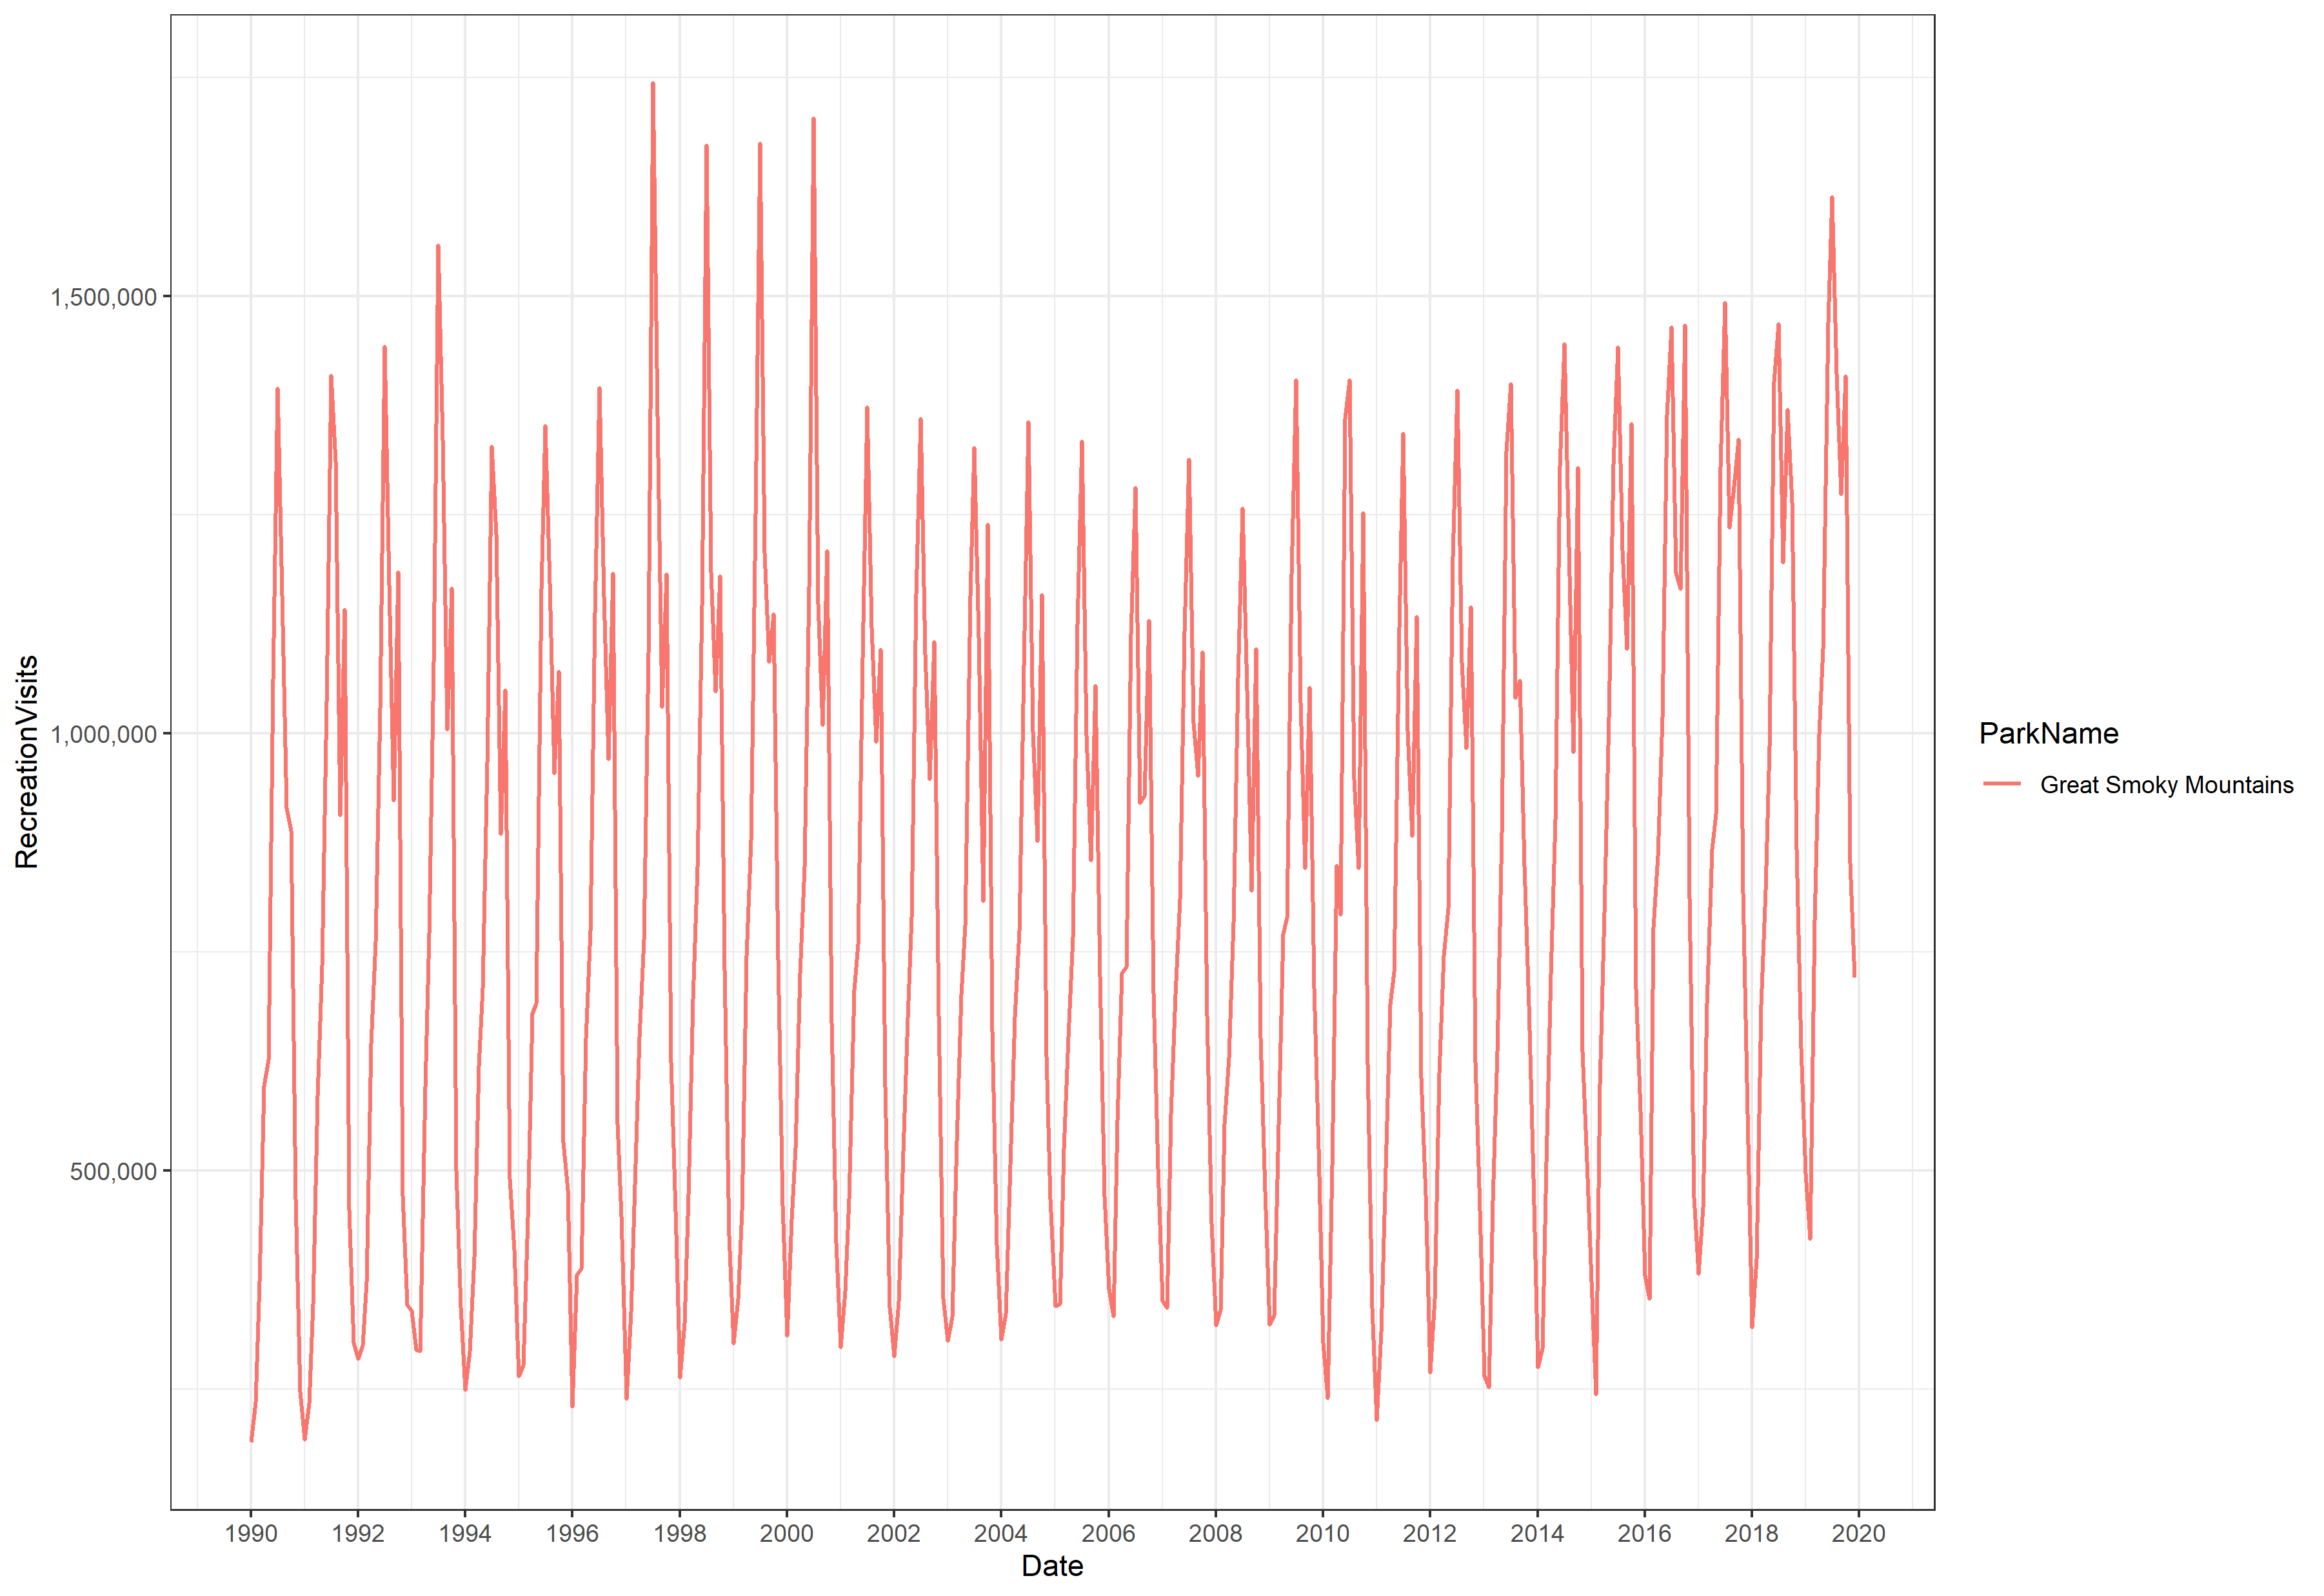 RecreationVisits
1,500,000
1,000,000
500,000
1990 1992 1994 1996 1998 2000 2002 2004 2006 2008 2010 2012 2014 2016 2018 2020
Date
ParkName
Great Smoky Mountains